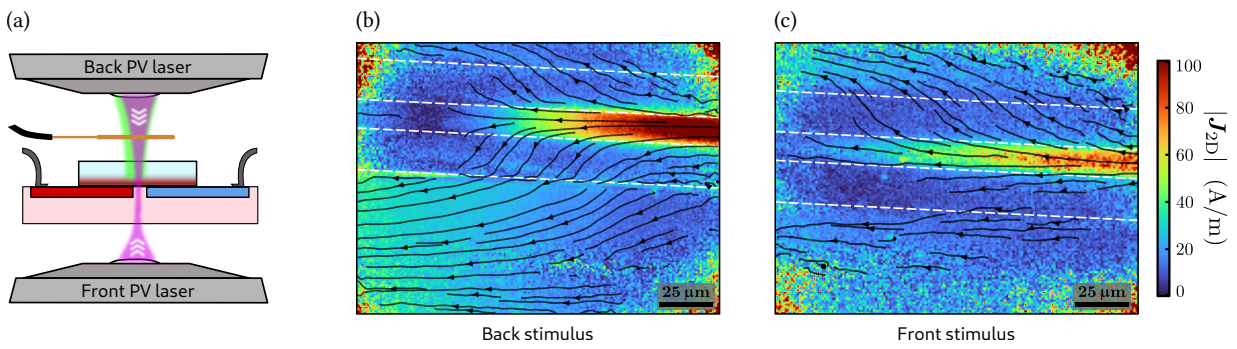 (a)
Back PV laser
Front PV laser
(b)
25 μm
Back stimulus
(c)
25 μm
Front stimulus
100
80
60
40
20
0
|J2D| (A/m)